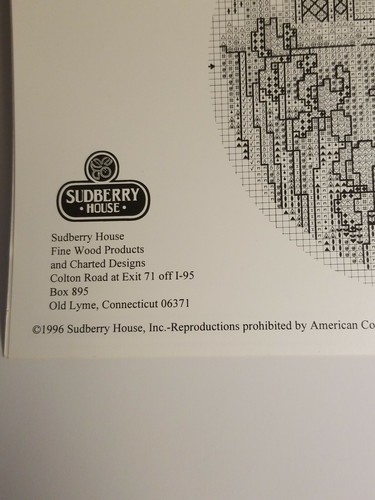 SUDBERRY
• HOUSE •
Sudberry House
Fine Wood Products
and Charted Designs
Colton Road at Exit 71 off I-95
Box 895
Old Lyme, Connecticut 06371
©1996 Sudberry House, Inc.-Reproductions prohibited by American Co